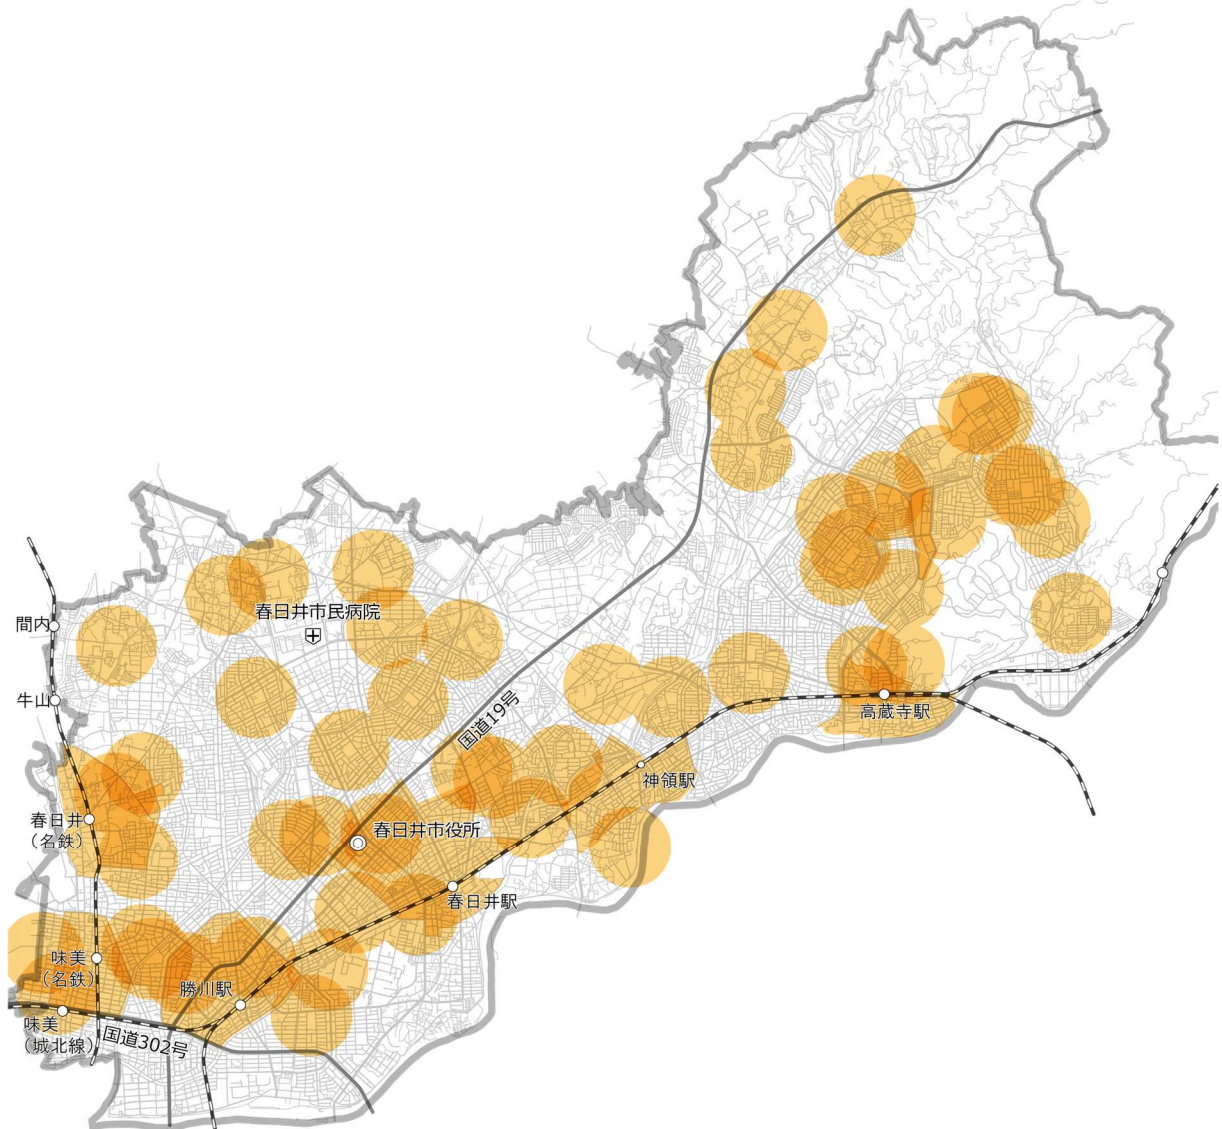 春日井市民病院
間内
牛山
国道19号
高蔵寺駅
神領駅
春日井
(名鉄)
春日井市役所
春日井駅
味美
(名鉄)
勝川駅
味美
(城北線)
国道302号